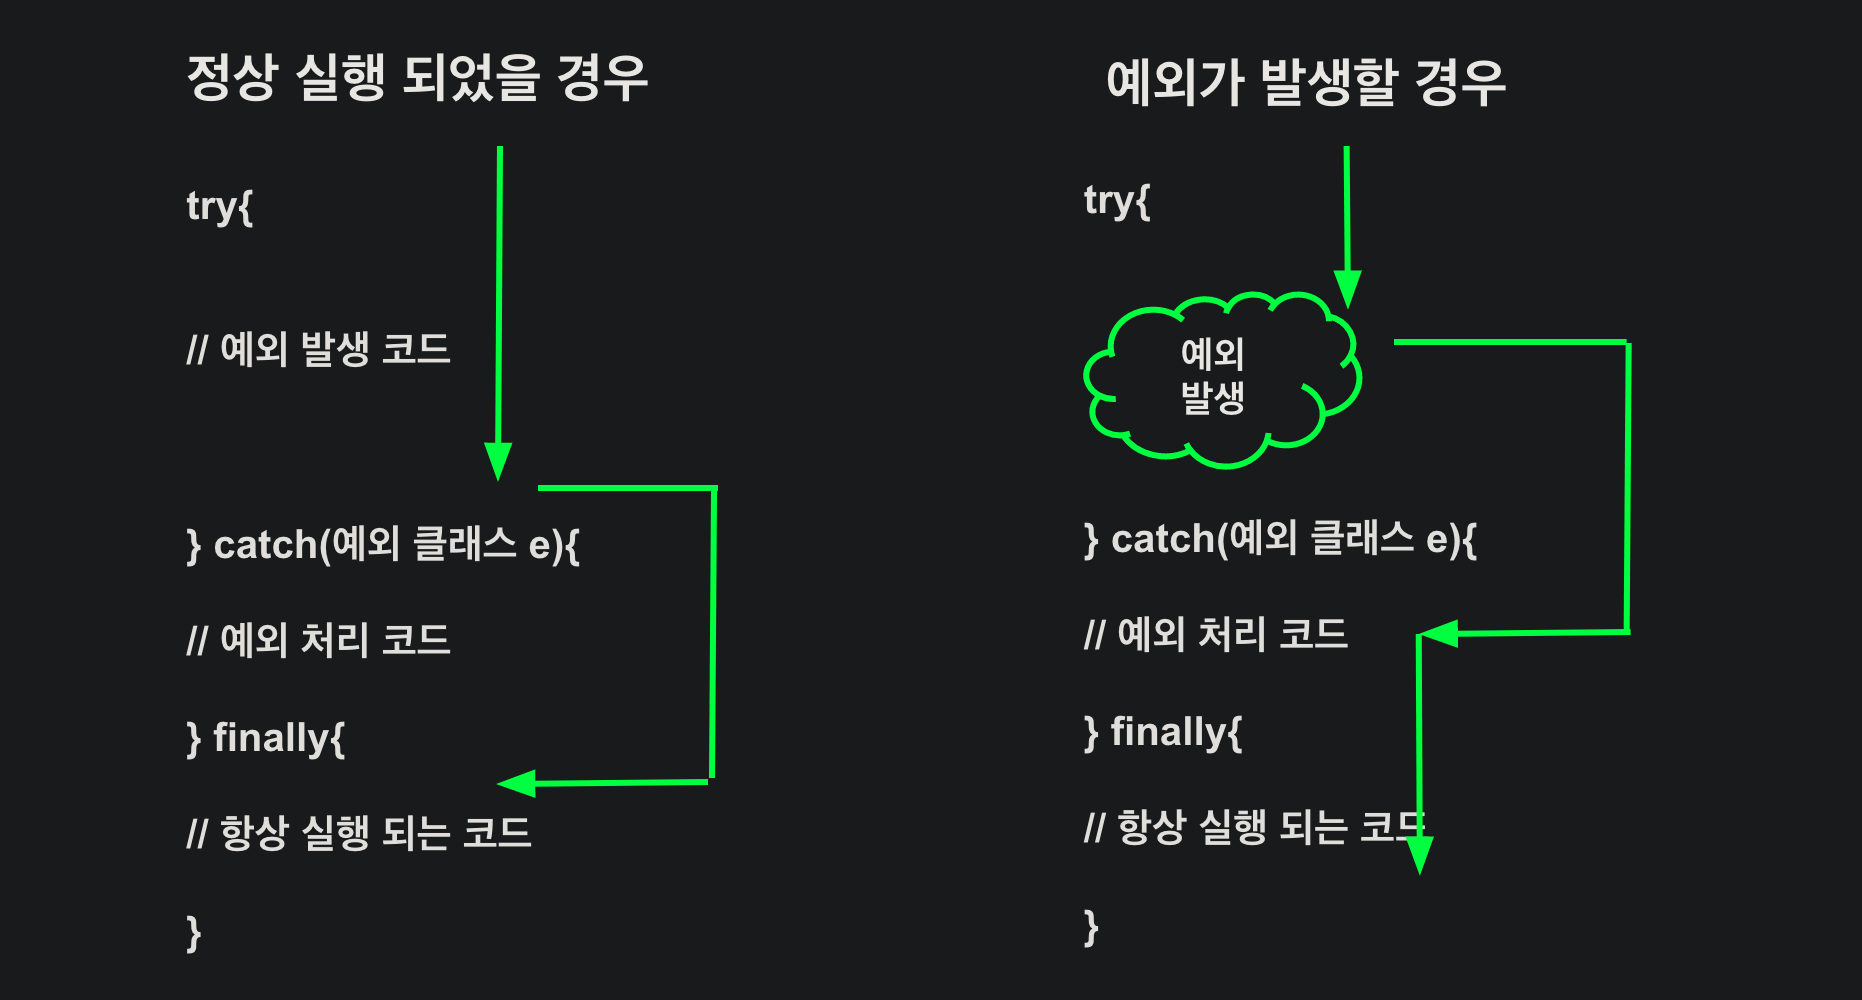 정상 실행 되었을 경우
try{
// 예외 발생 코드
} catch(예외 클래스 e){
// 예외 처리 코드
} finally{
// 항상 실행 되는 코드
}
예외가 발생할 경우
try{
예외
발생
} catch(예외 클래스 e){
// 예외 처리 코드
} finally{
// 항상 실행 되는 코드
}